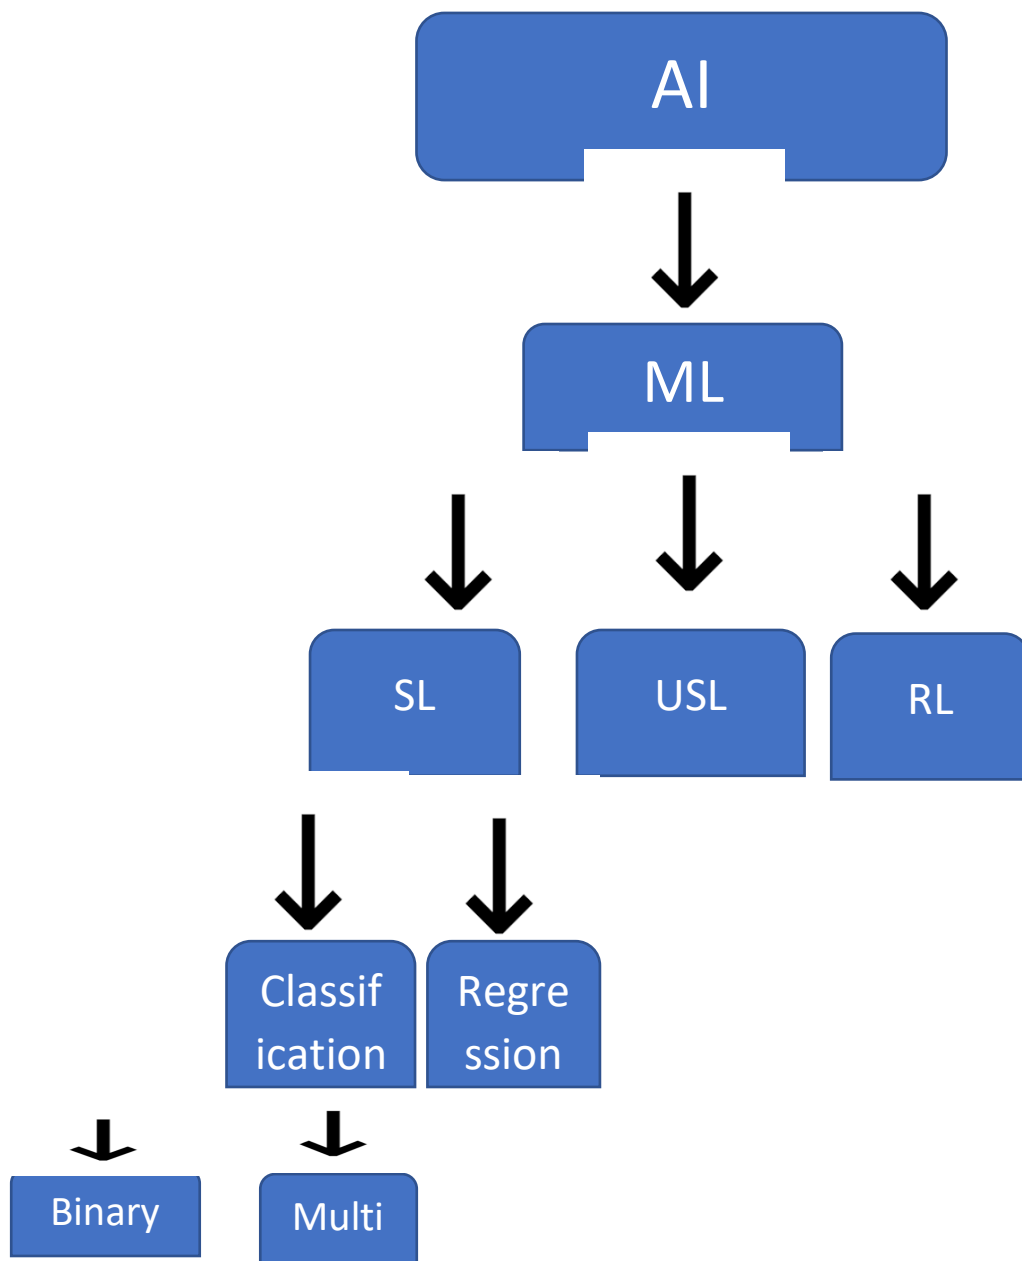 AI
ML
SL
USL
RL
Classif
ication
Regre
ssion
Binary
Multi